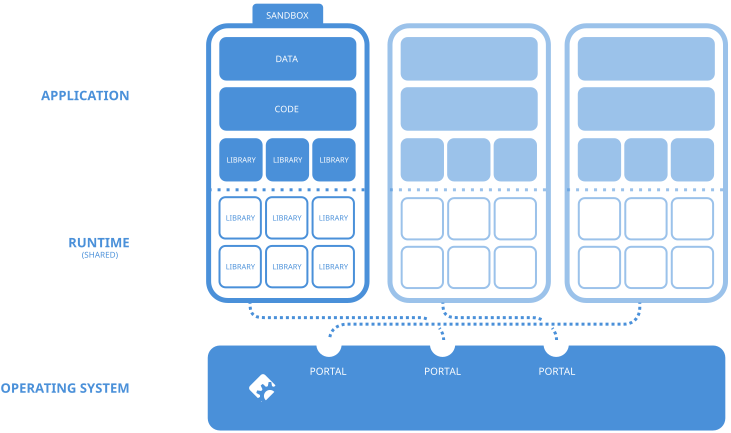 SANDBOX
DATA
APPLICATION
CODE
LIBRARY LIBRARY LIBRARY
LIBRARY LIBRARY LIBRARY
RUNTIME
(SHARED)
LIBRARY LIBRARY LIBRARY
PORTAL PORTAL PORTAL
OPERATING SYSTEM